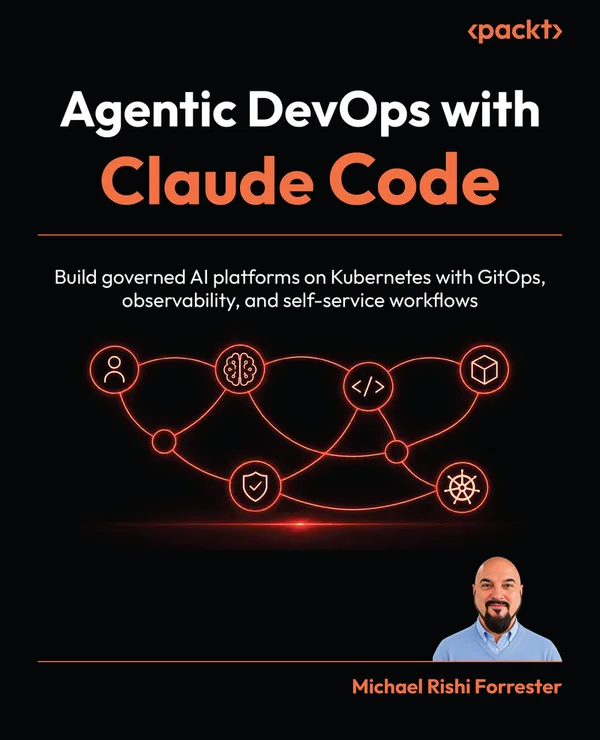 <packt>
Agentic DevOps with
Claude Code
Build governed AI platforms on Kubernetes with GitOps,
observability, and self-service workflows
</>
Michael Rishi Forrester